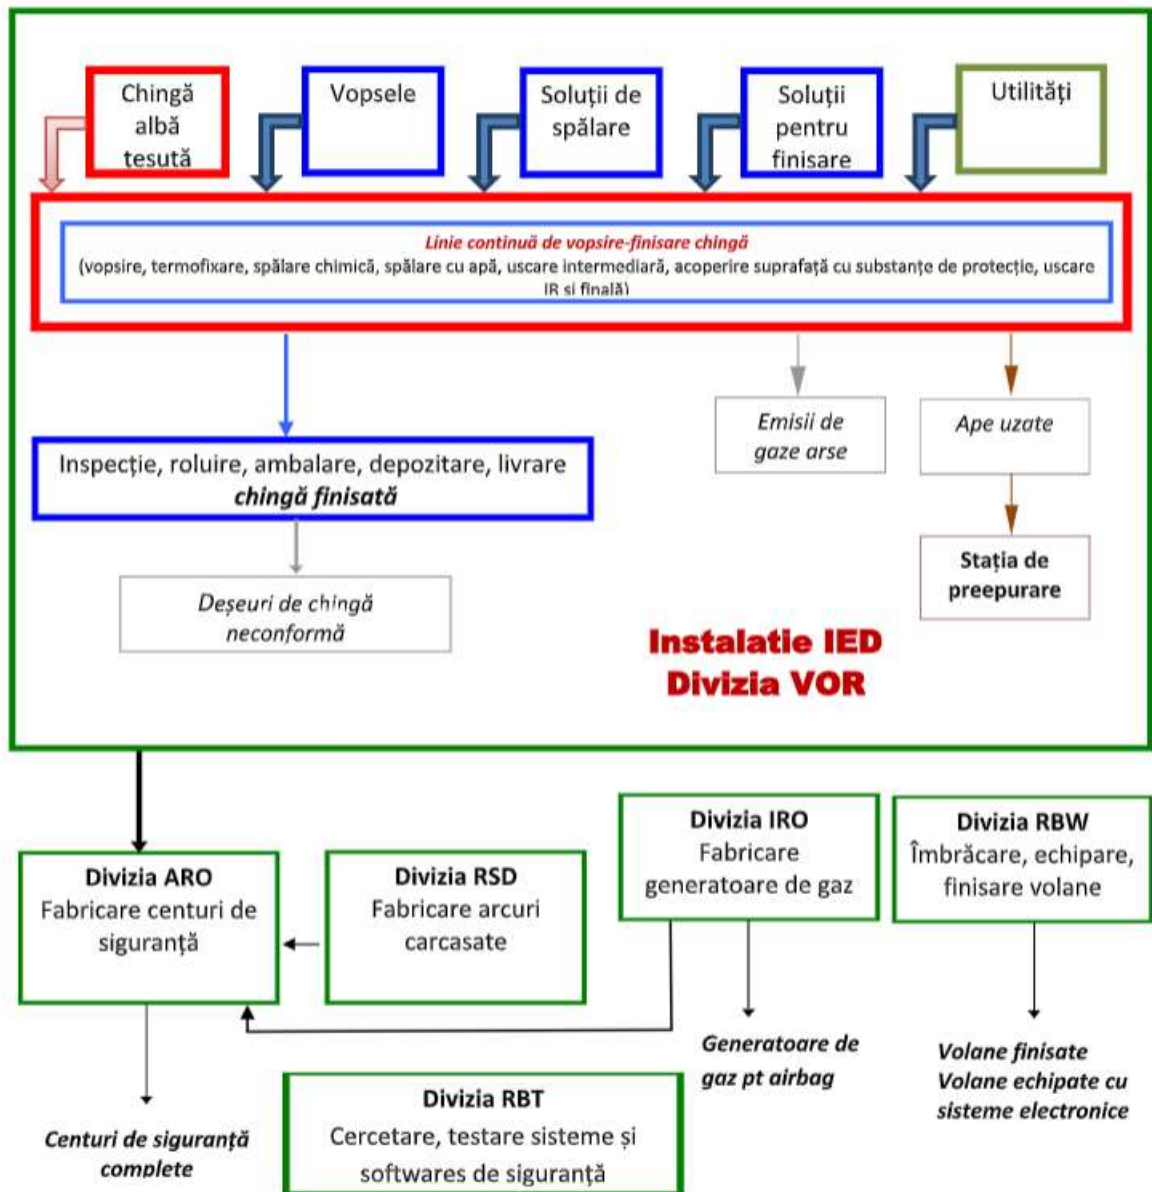 Chingă
albă
țesută
Vopsele
Soluții de
spălare
Soluții
pentru
finisare
Utilități
Linie continuă de vopsire-finisare chingă
(vopsire, termofixare, spălare chimică, spălare cu apă, uscare intermediară, acoperire suprafață cu substanțe de protecție, uscare
IR și finală)
Inspecție, roluire, ambalare, depozitare, livrare
chingă finisată
Emisii de
gaze arse
Ape uzate
Stația de
preepurare
Deșeuri de chingă
neconformă
Instalatie IED
Divizia VOR
Divizia ARO
Fabricare centuri de
siguranță
Divizia RSD
Fabricare arcuri
carcasate
Divizia IRO
Fabricare
generatoare de gaz
Divizia RBW
Îmbrăcare, echipare,
finisare volane
Generatoare de
gaz pt airbag
Volane finisate
Volane echipate cu
sisteme electronice
Centuri de siguranță
complete
Divizia RBT
Cercetare, testare sisteme și
softwares de siguranță